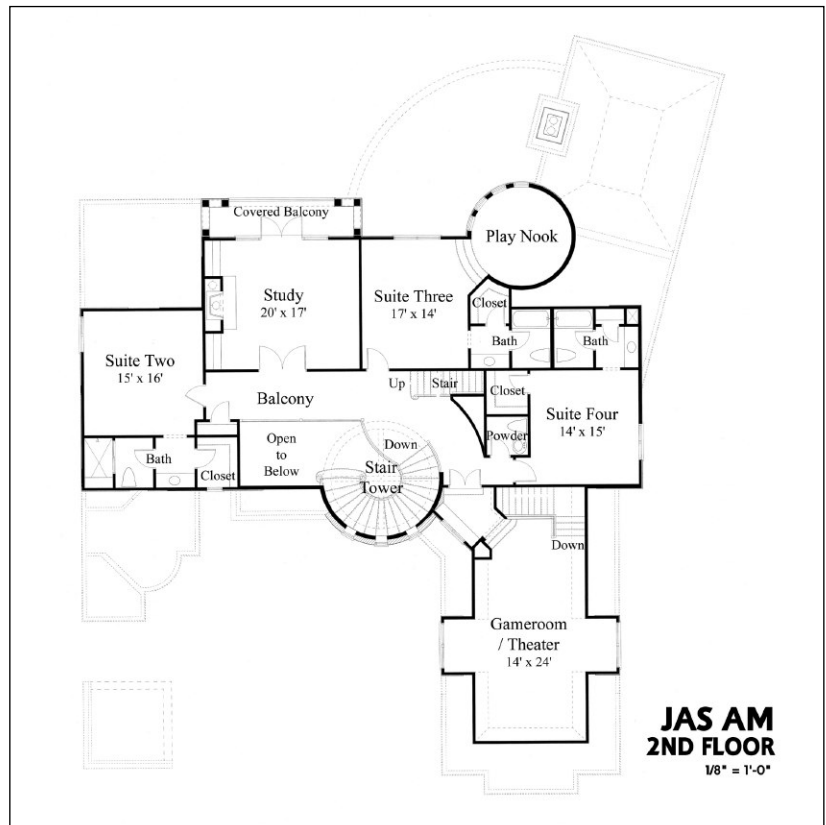 Covered Balcony
Play Nook
Study
20' x 17'
Suite Three
17' x 14'
Closet
Bath
Bath
Suite Two
15' x 16'
Up
Stair
Closet
Balcony
Suite Four
14' x 15'
Open
to
Below
Down
Powder
Stair
Tower
Bath
Closet
Down
Gameroom
/ Theater
14' x 24'
JAS AM
2ND FLOOR
1/8" = 1'-0"